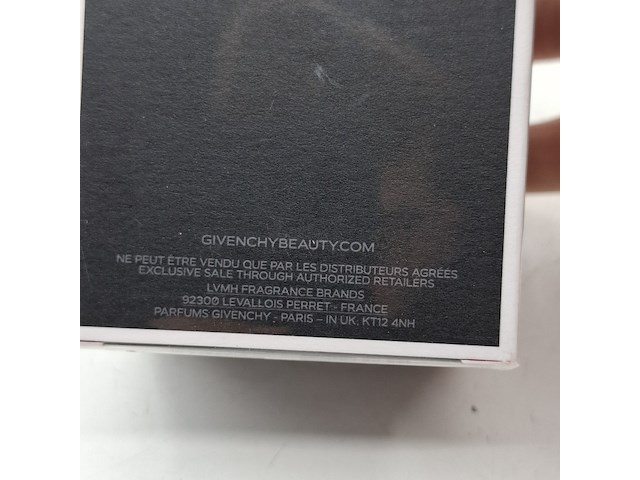 GIVENCHYBEAUTY.COM
NE PEUT ÊTRE VENDU QUE PAR LES DISTRIBUTEURS AGRÉÉS
EXCLUSIVE SALE THROUGH AUTHORIZED RETAILERS
LVMH FRAGRANCE BRANDS
92300 LEVALLOIS PERRET - FRANCE
PARFUMS GIVENCHY - PARIS – IN UK: KT12 4NH